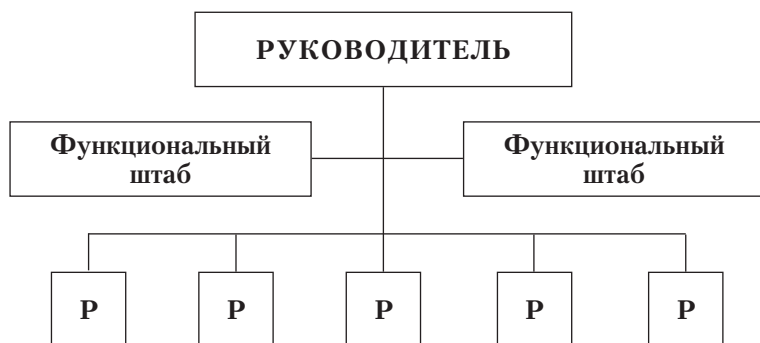 РУКОВОДИТЕЛЬ
Функциональный
штаб
Функциональный
штаб
Р
Р
Р
Р
Р